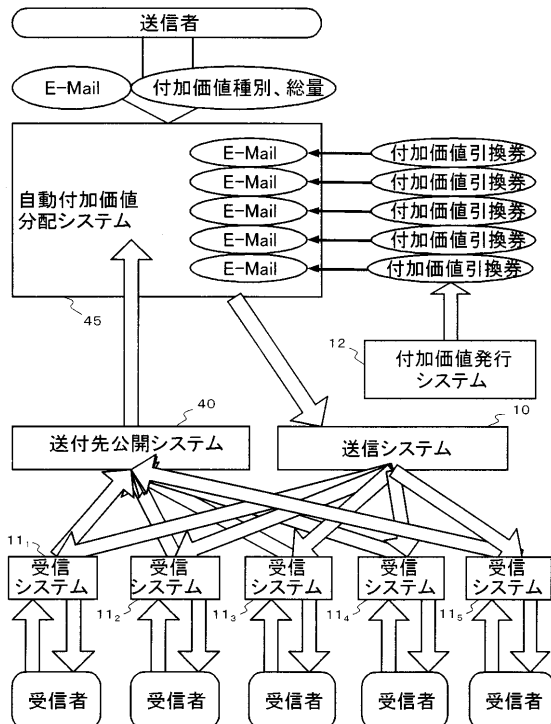 送信者
E-Mail
付加価値種別、総量
自動付加価値
分配システム
E-Mail
付加価値引換券
E-Mail
付加価値引換券
E-Mail
付加価値引換券
E-Mail
付加価値引換券
E-Mail
付加価値引換券
45
12
付加価値発行
システム
40
送付先公開システム
10
送信システム
11₁
受信
システム
11₂
受信
システム
11₃
受信
システム
11₄
受信
システム
11₅
受信
システム
受信者
受信者
受信者
受信者
受信者